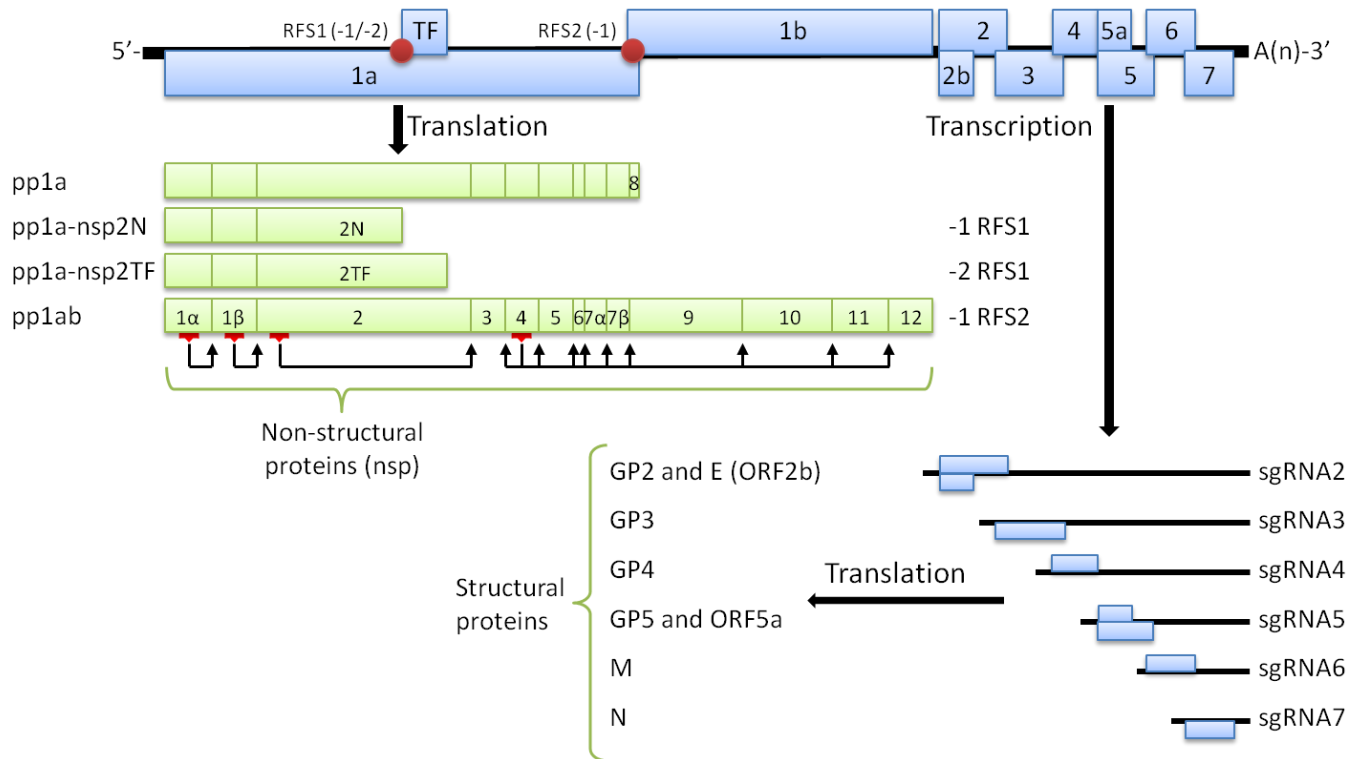 RFS1 (-1/-2)
TF
RFS2 (-1)
1b
2
4
5a
6
5’-
A(n)-3’
1a
2b
3
5
7
Translation
Transcription
pp1a
8
pp1a-nsp2N
2N
-1 RFS1
pp1a-nsp2TF
2TF
-2 RFS1
pp1ab
1α
1β
2
3
4
5
6
7α
7β
9
10
11
12
-1 RFS2
Non-structural
proteins (nsp)
GP2 and E (ORF2b)
sgRNA2
GP3
sgRNA3
GP4
sgRNA4
Translation
Structural
proteins
GP5 and ORF5a
sgRNA5
M
sgRNA6
N
sgRNA7